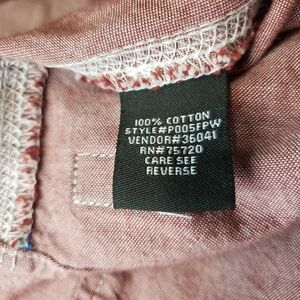 100% COTTON
STYLE#P005FPW
VENDOR#36041
RN#75720
CARE SEE
REVERSE